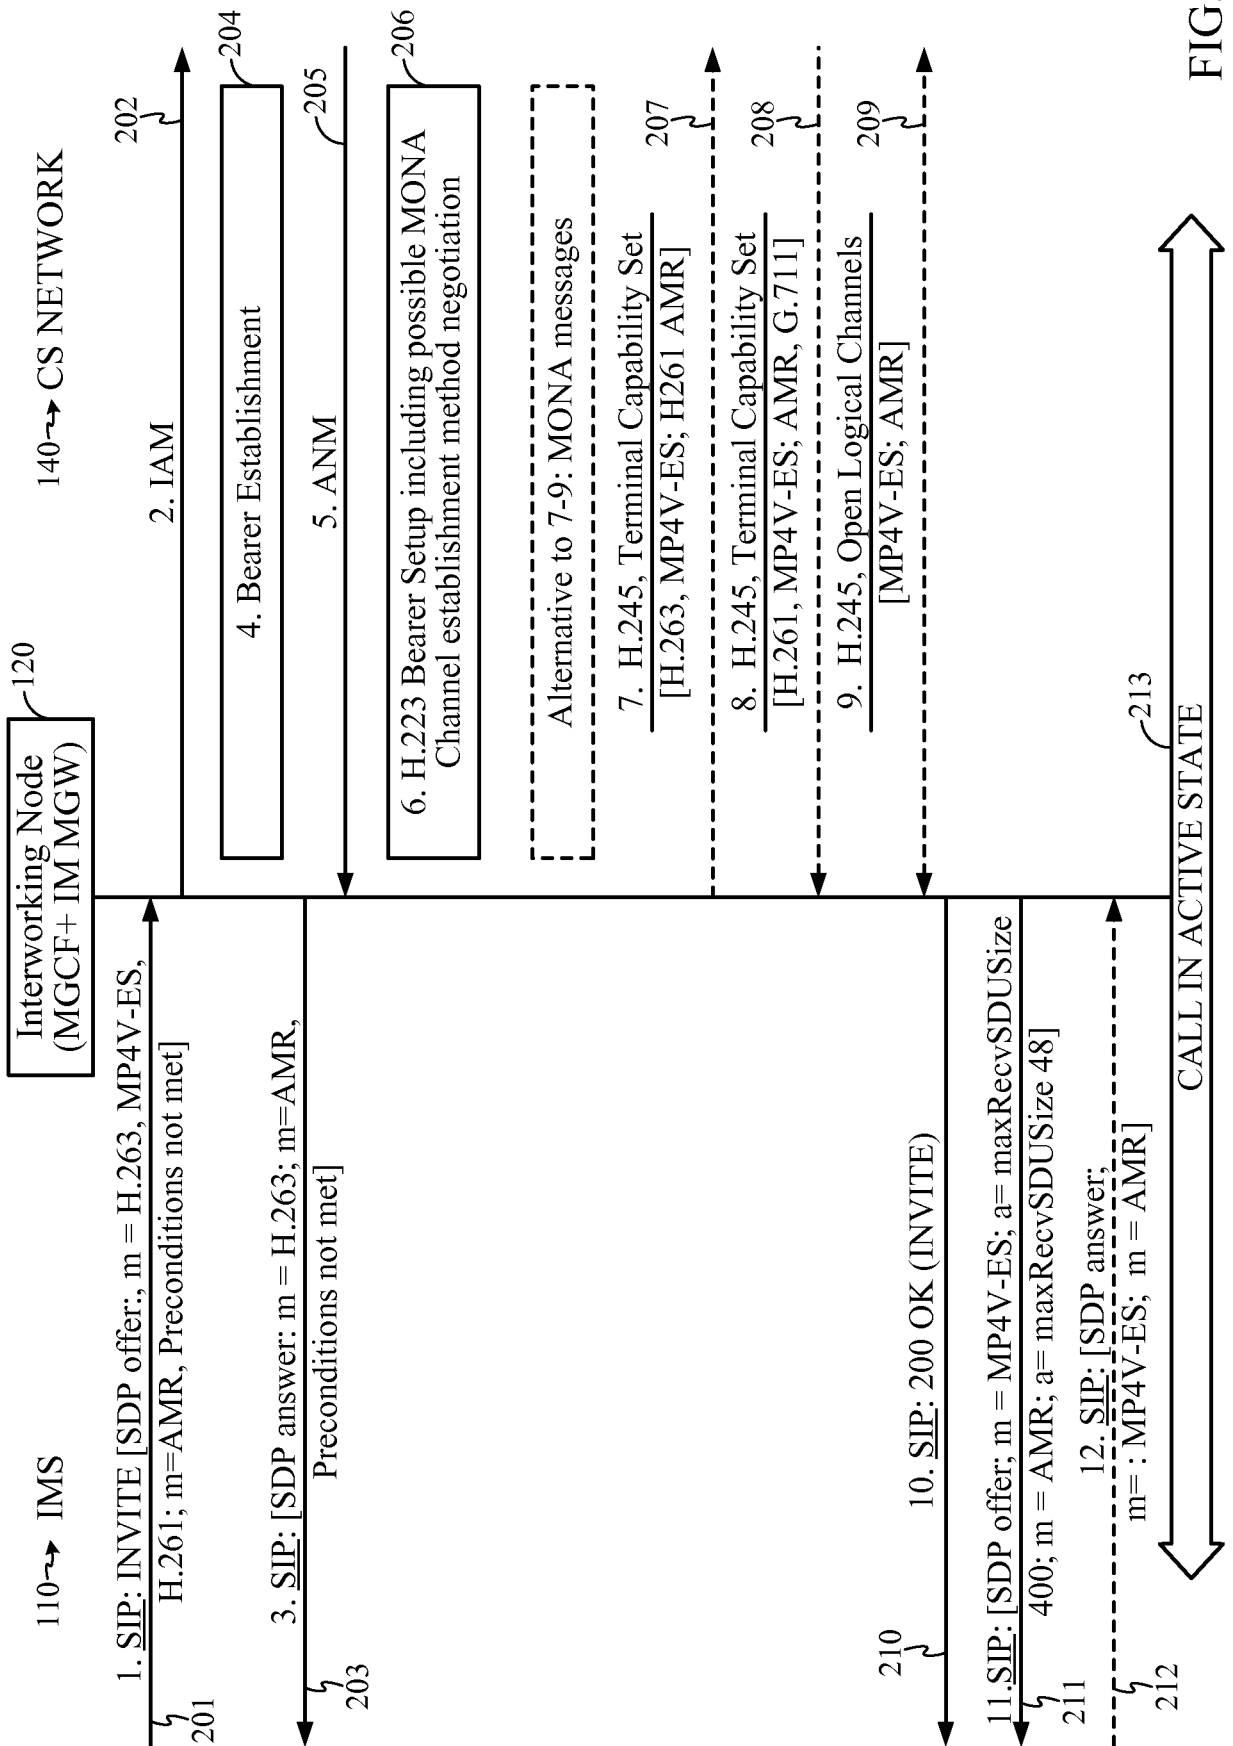 110 IMS
Interworking Node
(MGCF+ IM MGW)
120
140 CS NETWORK
1. SIP: INVITE [SDP offer:, m = H.263, MP4V-ES,
H.261; m=AMR, Preconditions not met]
201
2. IAM
202
3. SIP: [SDP answer: m = H.263; m=AMR,
Preconditions not met]
203
4. Bearer Establishment
204
5. ANM
205
6. H.223 Bearer Setup including possible MONA
Channel establishment method negotiation
206
Alternative to 7-9: MONA messages
7. H.245, Terminal Capability Set
[H.263, MP4V-ES; H261 AMR]
207
8. H.245, Terminal Capability Set
[H.261, MP4V-ES; AMR, G.711]
208
9. H.245, Open Logical Channels
[MP4V-ES; AMR]
209
10. SIP: 200 OK (INVITE)
210
11.SIP: [SDP offer; m = MP4V-ES; a= maxRecvSDUSize
400; m = AMR; a= maxRecvSDUSize 48]
211
12. SIP: [SDP answer;
m= : MP4V-ES; m = AMR]
212
CALL IN ACTIVE STATE
213
FIG.